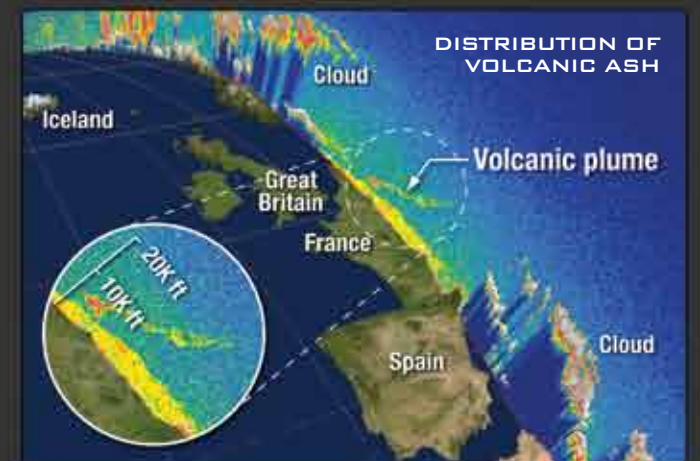 DISTRIBUTION OF
VOLCANIC ASH
Cloud
Iceland
Volcanic plume
Great
Britain
France
20K ft
10K ft
Cloud
Spain